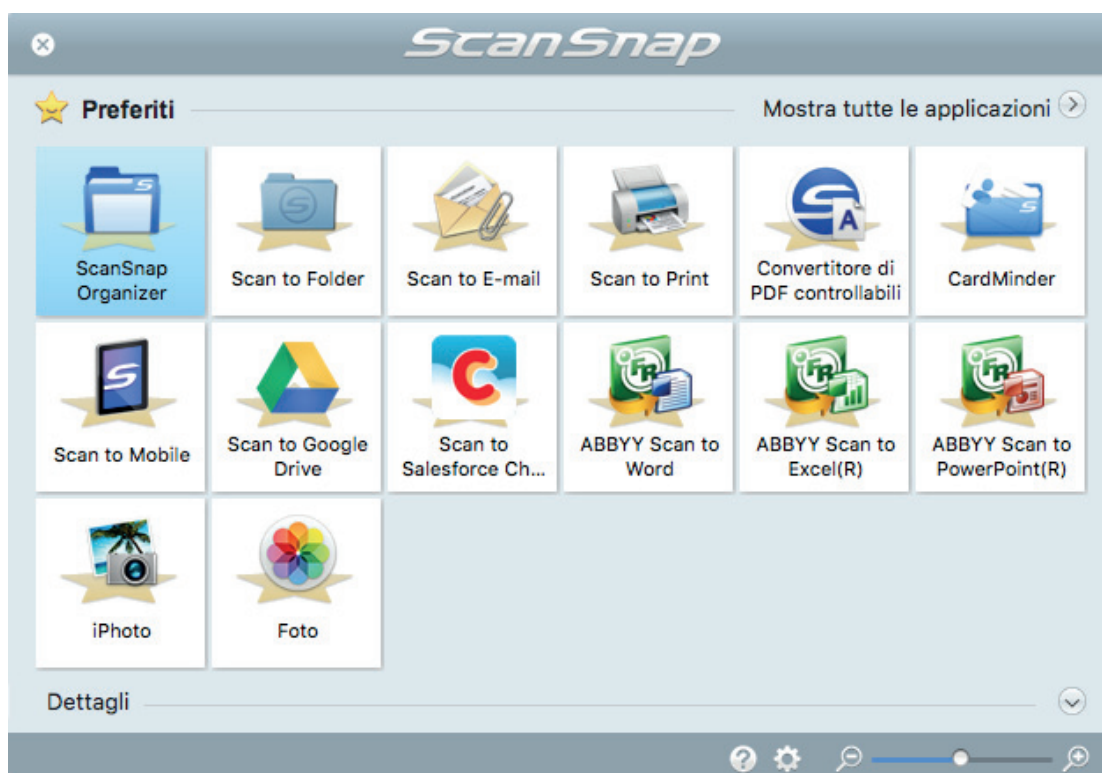 ScanSnap
Preferiti
Mostra tutte le applicazioni
ScanSnap
Organizer
Scan to Folder
Scan to E-mail
Scan to Print
Convertitore di
PDF controllabili
CardMinder
Scan to Mobile
Scan to Google
Drive
Scan to
Salesforce Ch...
ABBYY Scan to
Word
ABBYY Scan to
Excel(R)
ABBYY Scan to
PowerPoint(R)
iPhoto
Foto
Dettagli